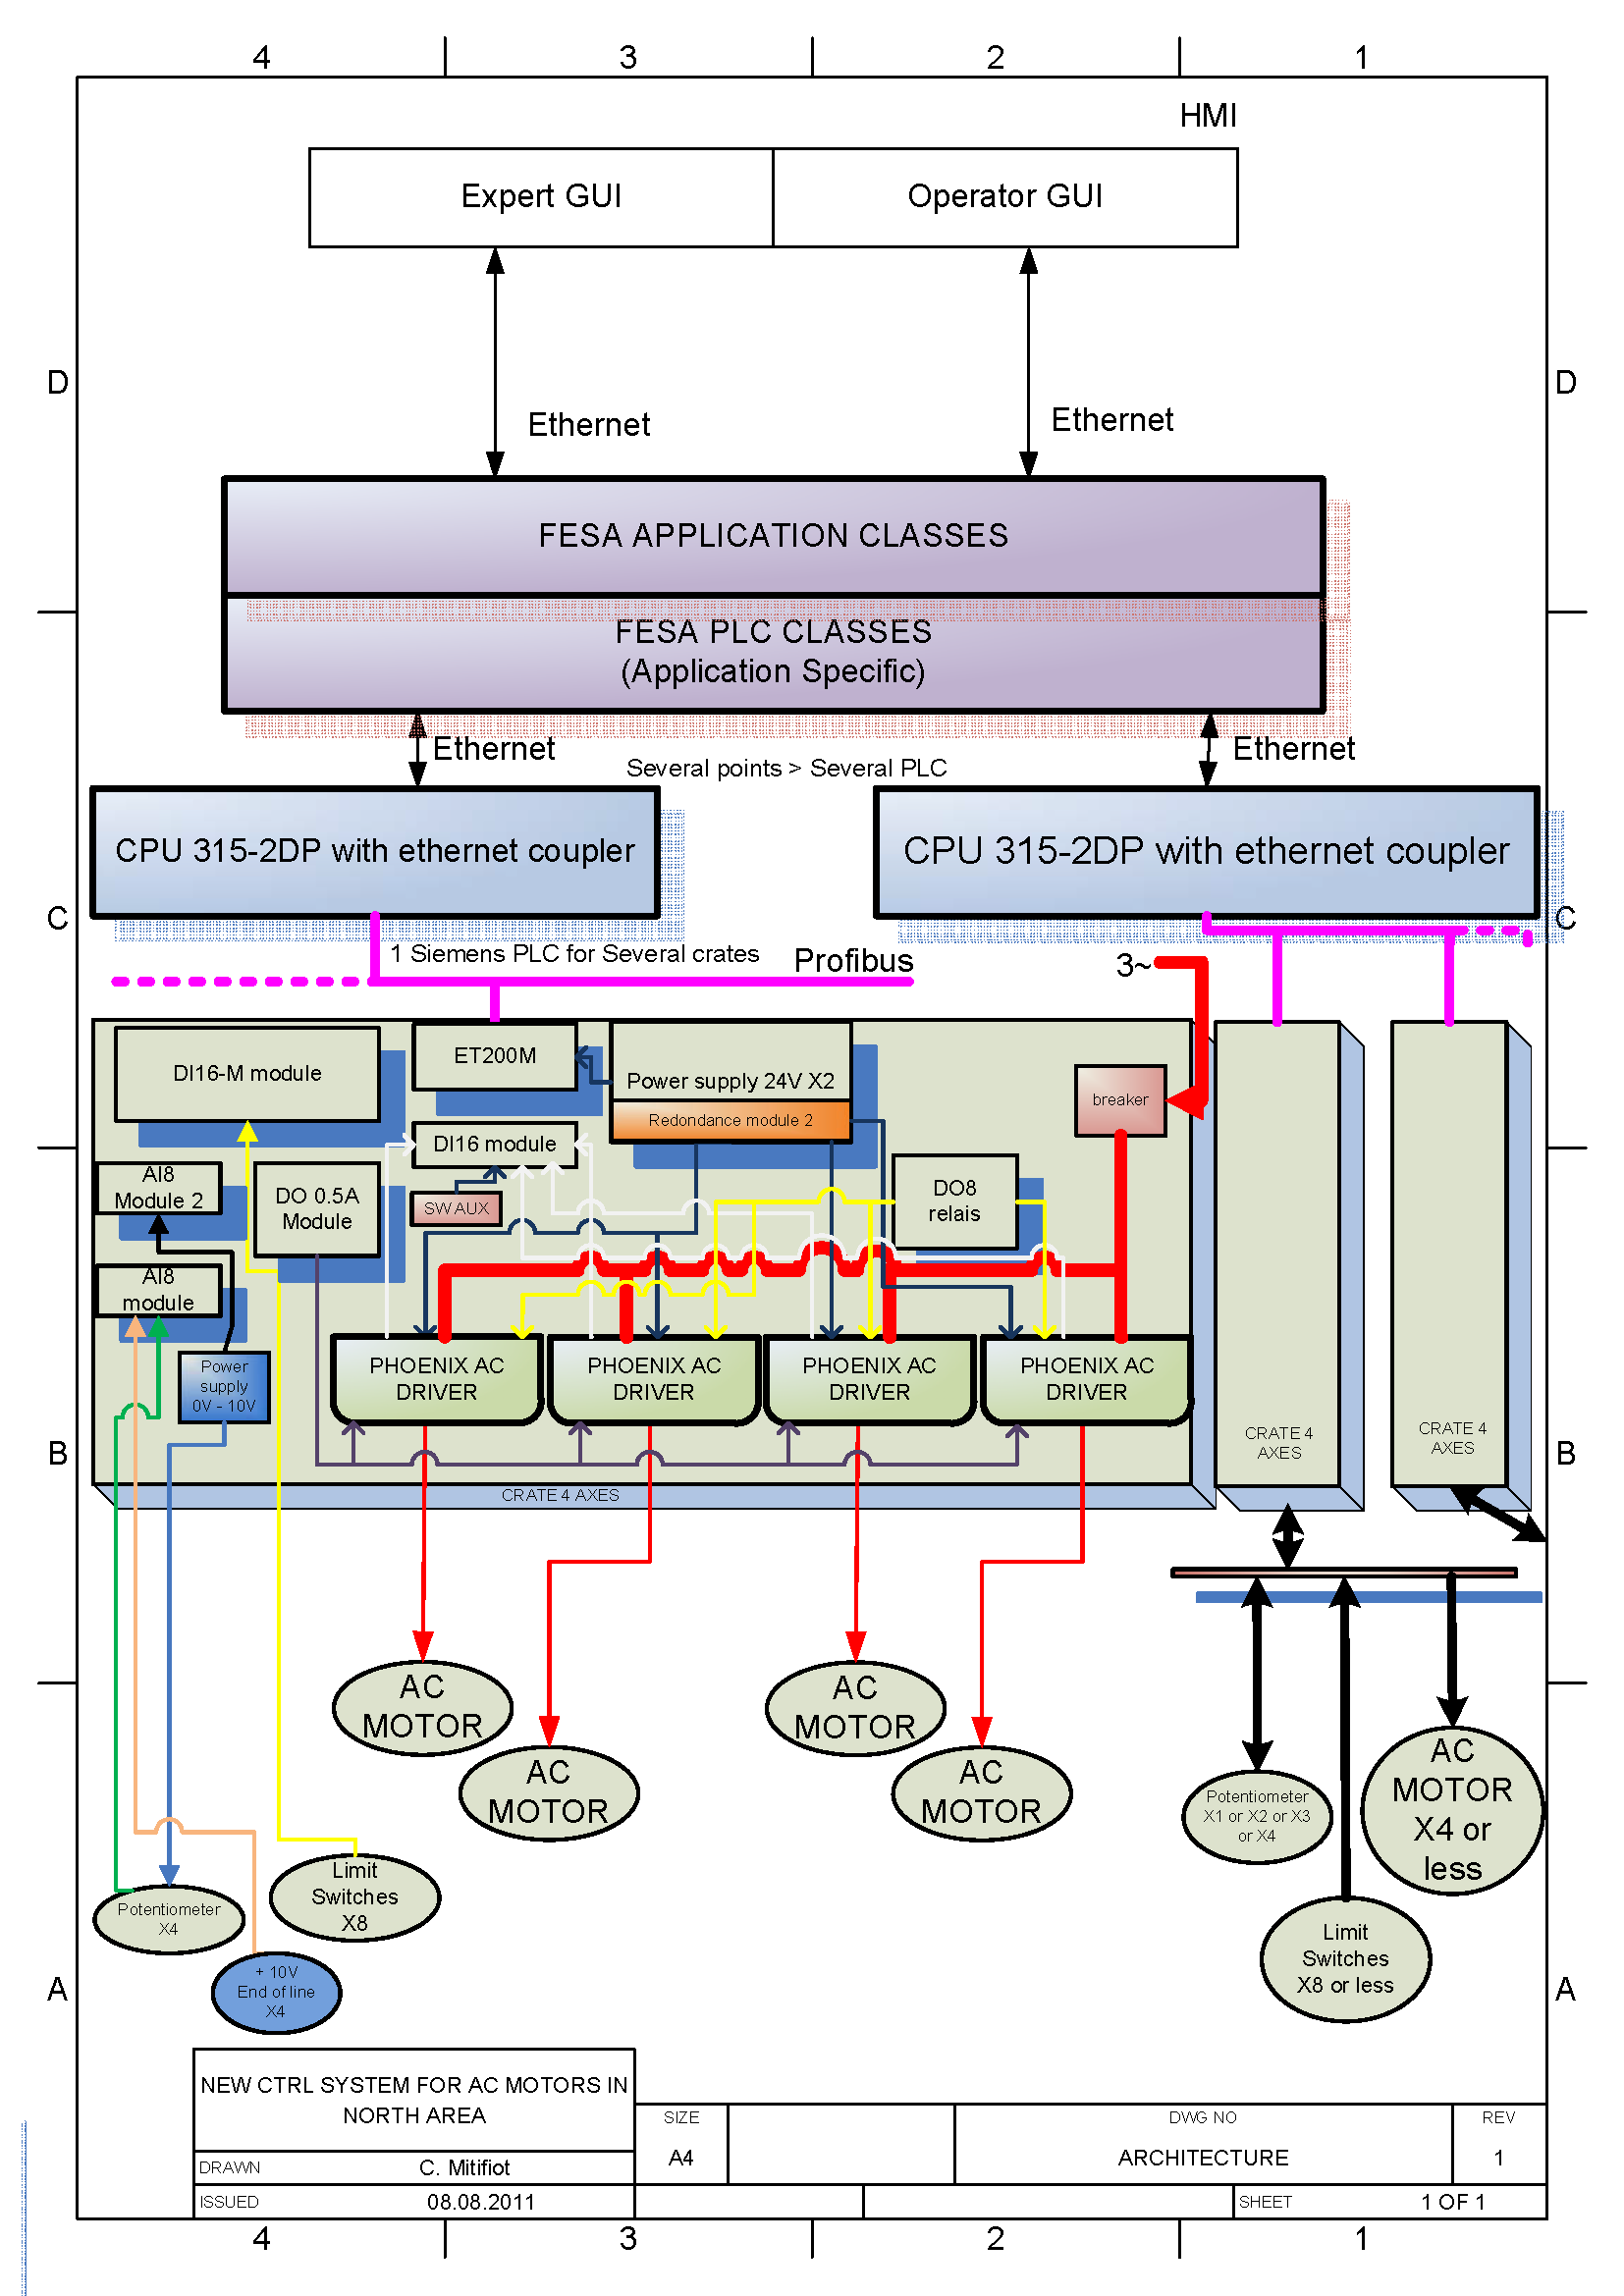 4 3 2 1
HMI
Expert GUI
Operator GUI
D
D
Ethernet
Ethernet
FESA APPLICATION CLASSES
FESA PLC CLASSES
(Application Specific)
Ethernet
Ethernet
Several points > Several PLC
CPU 315-2DP with ethernet coupler
CPU 315-2DP with ethernet coupler
C
C
1 Siemens PLC for Several crates
Profibus
3~
DI16-M module
ET200M
Power supply 24V X2
Redondance module 2
breaker
DI16 module
AI8
Module 2
DO 0.5A
Module
SW AUX
DO8
relais
AI8
module
Power
supply
0V - 10V
PHOENIX AC
DRIVER
PHOENIX AC
DRIVER
PHOENIX AC
DRIVER
PHOENIX AC
DRIVER
CRATE 4
AXES
CRATE 4
AXES
B
B
CRATE 4 AXES
AC
MOTOR
AC
MOTOR
AC
MOTOR
AC
MOTOR
Potentiometer
X1 or X2 or X3
or X4
AC
MOTOR
X4 or
less
Limit
Switches
X8
Potentiometer
X4
Limit
Switches
X8 or less
+ 10V
End of line
X4
A
A
NEW CTRL SYSTEM FOR AC MOTORS IN
NORTH AREA
SIZE
A4
DWG NO
ARCHITECTURE
REV
1
DRAWN C. Mitifiot
ISSUED 08.08.2011
SHEET 1 OF 1
4 3 2 1